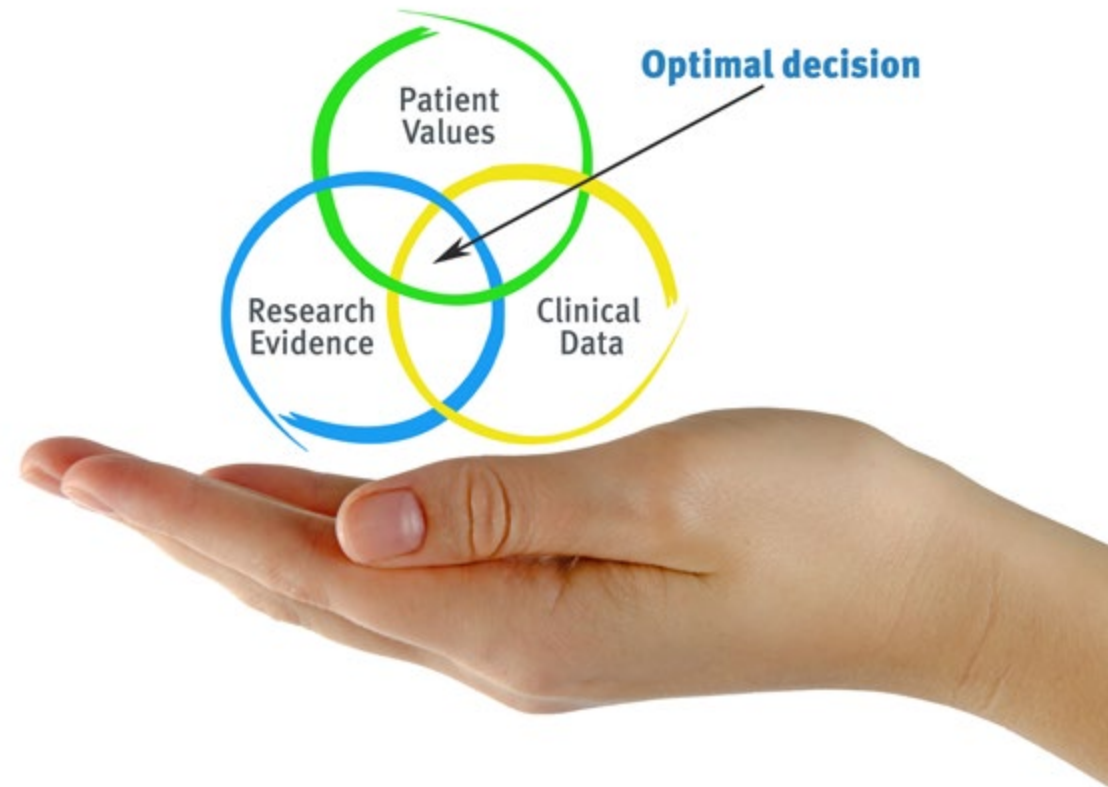 Optimal decision
Patient
Values
Research
Evidence
Clinical
Data